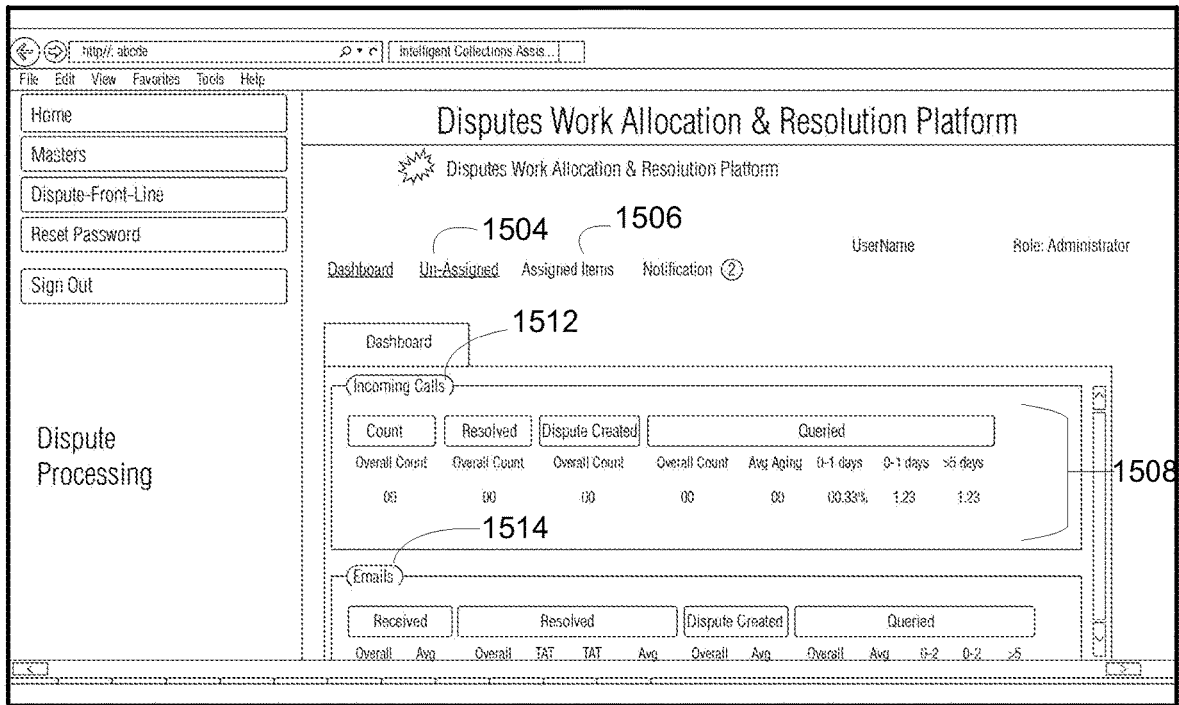 http//: abcde
Intelligent Collections Assis...
File Edit View Favorites Tools Help
Home
Masters
Dispute-Front-Line
Reset Password
Sign Out
Dispute
Processing
Disputes Work Allocation & Resolution Platform
Disputes Work Allocation & Resolution Platform
1504
1506
UserName Role: Administrator
Dashboard Un-Assigned Assigned Items Notification 2
1512
Dashboard
Incoming Calls
Count Resolved Dispute Created Queried
Overall Count Overall Count Overall Count Overall Count Avg Aging 0-1 days 0-1 days >5 days
1508
00 00 00 00 00 00.33% 1.23 1.23
1514
Emails
Received Resolved Dispute Created Queried
Overall Avg Overall TAT TAT Avg Overall Avg Overall Avg 0-2 0-2 >5